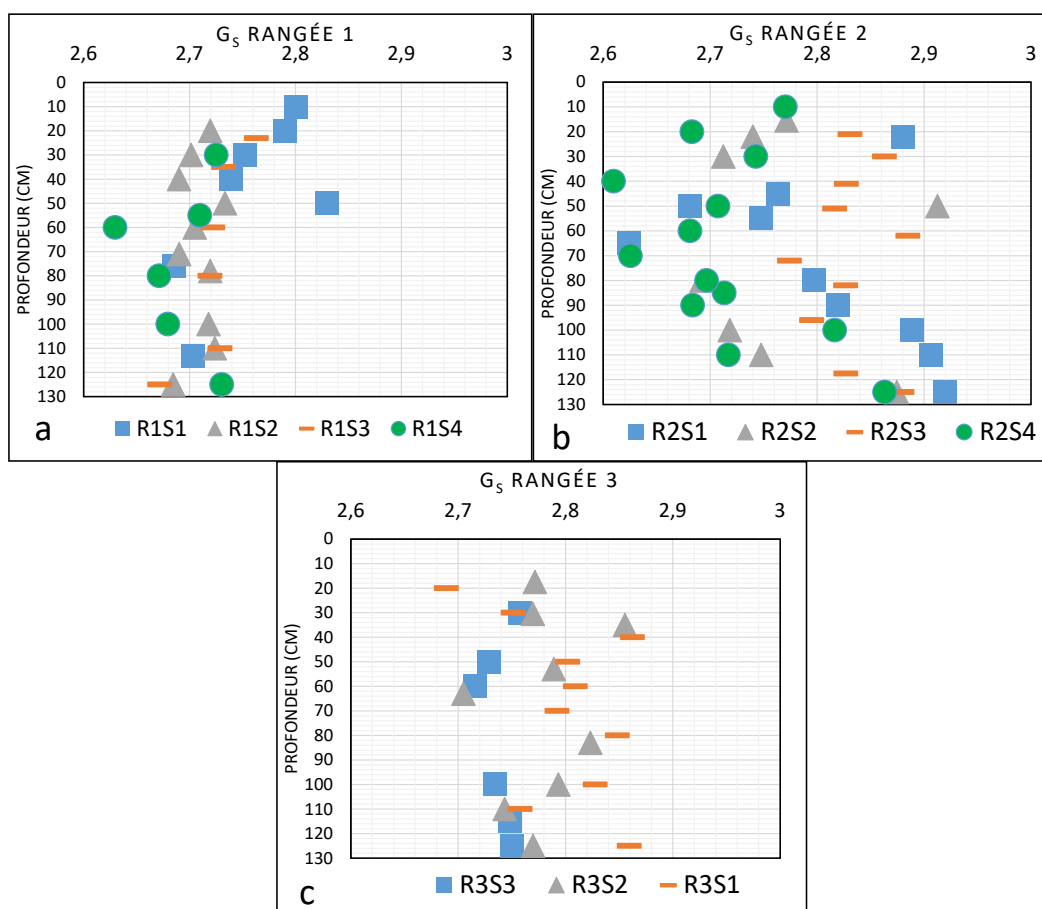 G_S RANGÉE 1
2,6 2,7 2,8 2,9 3
PROFONDEUR (CM)
0
10
20
30
40
50
60
70
80
90
100
110
120
130
a
R1S1 R1S2 R1S3 R1S4
G_S RANGÉE 2
2,6 2,7 2,8 2,9 3
PROFONDEUR (CM)
0
10
20
30
40
50
60
70
80
90
100
110
120
130
b
R2S1 R2S2 R2S3 R2S4
G_S RANGÉE 3
2,6 2,7 2,8 2,9 3
PROFONDEUR (CM)
0
10
20
30
40
50
60
70
80
90
100
110
120
130
c
R3S3 R3S2 R3S1